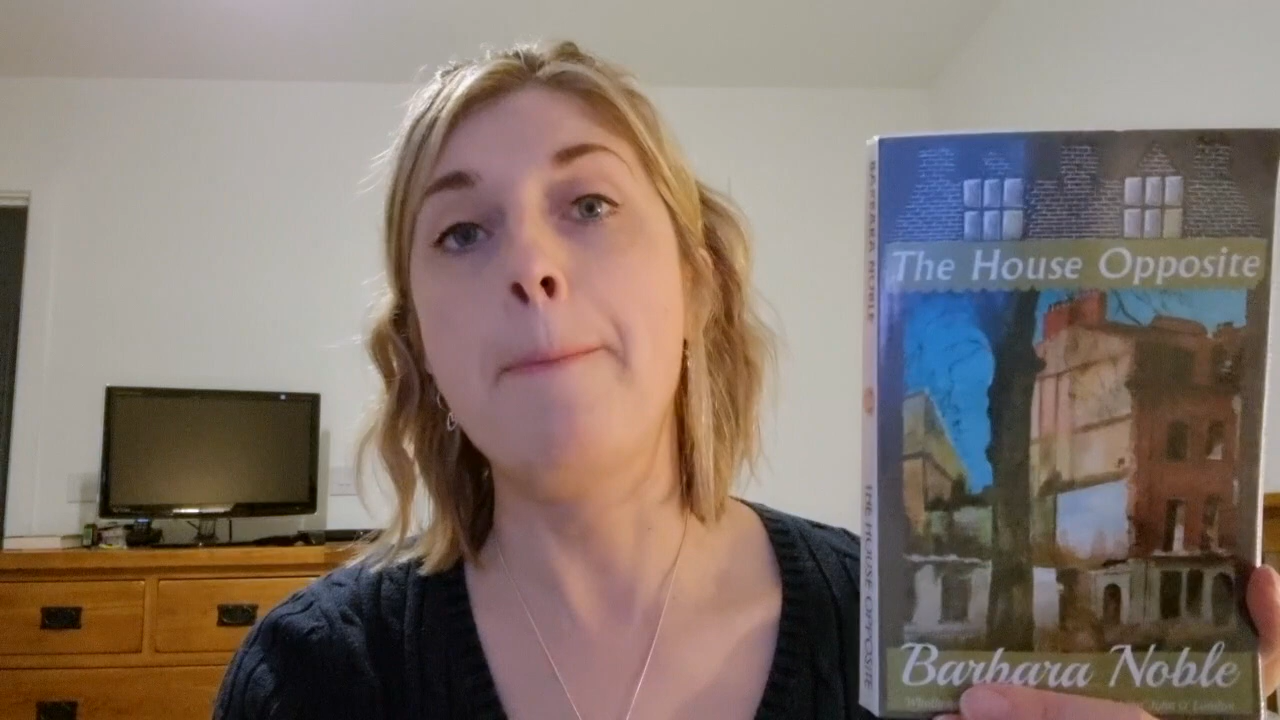 The House Opposite
Barbara Noble
BARBARA NOBLE
THE HOUSE OPPOSITE